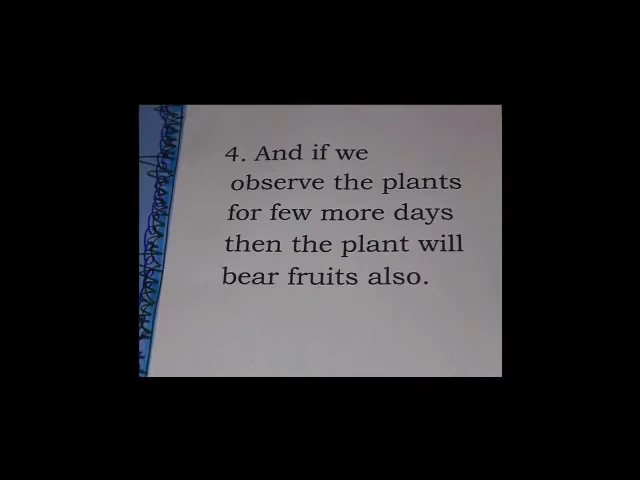 4. And if we
observe the plants
for few more days
then the plant will
bear fruits also.